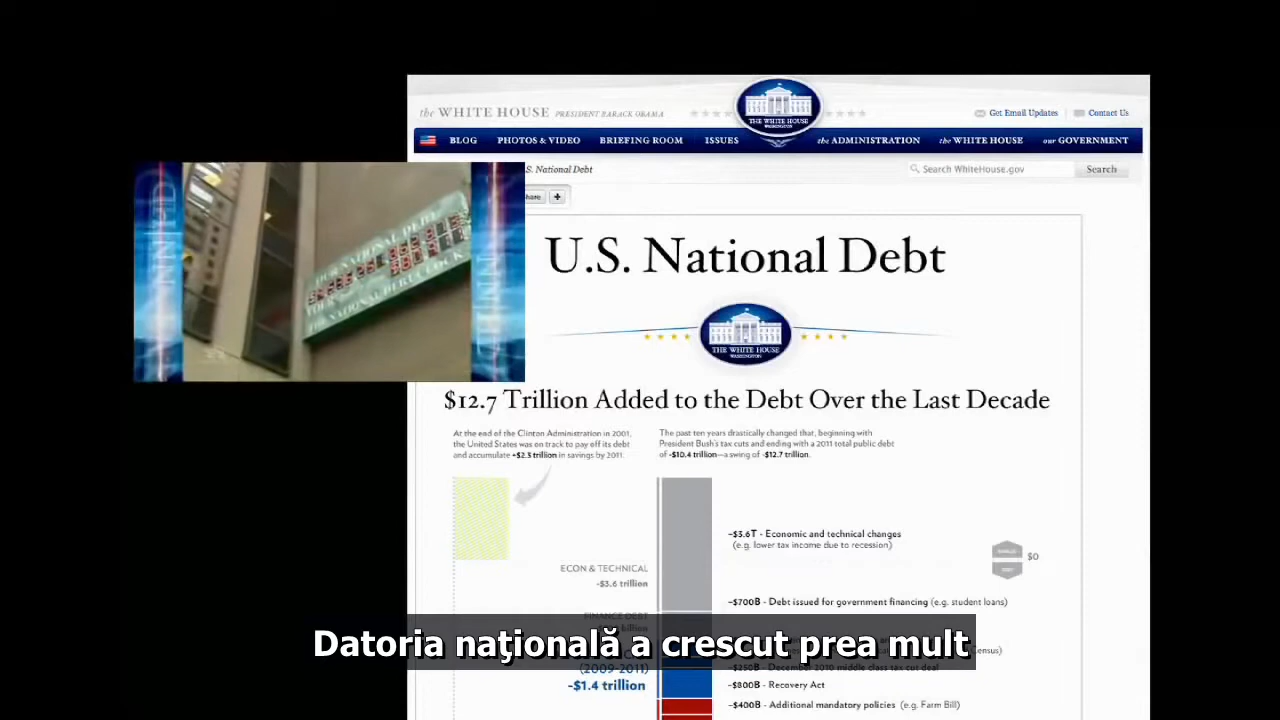 the WHITE HOUSE PRESIDENT BARACK OBAMA
THE WHITE HOUSE
WASHINGTON
Get Email Updates
Contact Us
BLOG PHOTOS & VIDEO BRIEFING ROOM ISSUES the ADMINISTRATION the WHITE HOUSE our GOVERNMENT
S. National Debt
Search WhiteHouse.gov
Search
OUR NATIONAL DEBT
THE NATIONAL DEBT CLOCK
U.S. National Debt
THE WHITE HOUSE
WASHINGTON
$12.7 Trillion Added to the Debt Over the Last Decade
At the end of the Clinton Administration in 2001,
the United States was on track to pay off its debt
and accumulate +$2.3 trillion in savings by 2011.
The past ten years drastically changed that, beginning with
President Bush's tax cuts and ending with a 2011 total public debt
of -$10.4 trillion—a swing of -$12.7 trillion.
-$3.6T - Economic and technical changes
(e.g. lower tax income due to recession)
$0
ECON & TECHNICAL
-$3.6 trillion
-$700B - Debt issued for government financing (e.g. student loans)
Datoria naţională a crescut prea mult
(2009-2011)
-$250B - December 2010 middle class tax cut deal
-$1.4 trillion
-$800B - Recovery Act
-$400B - Additional mandatory policies (e.g. Farm Bill)